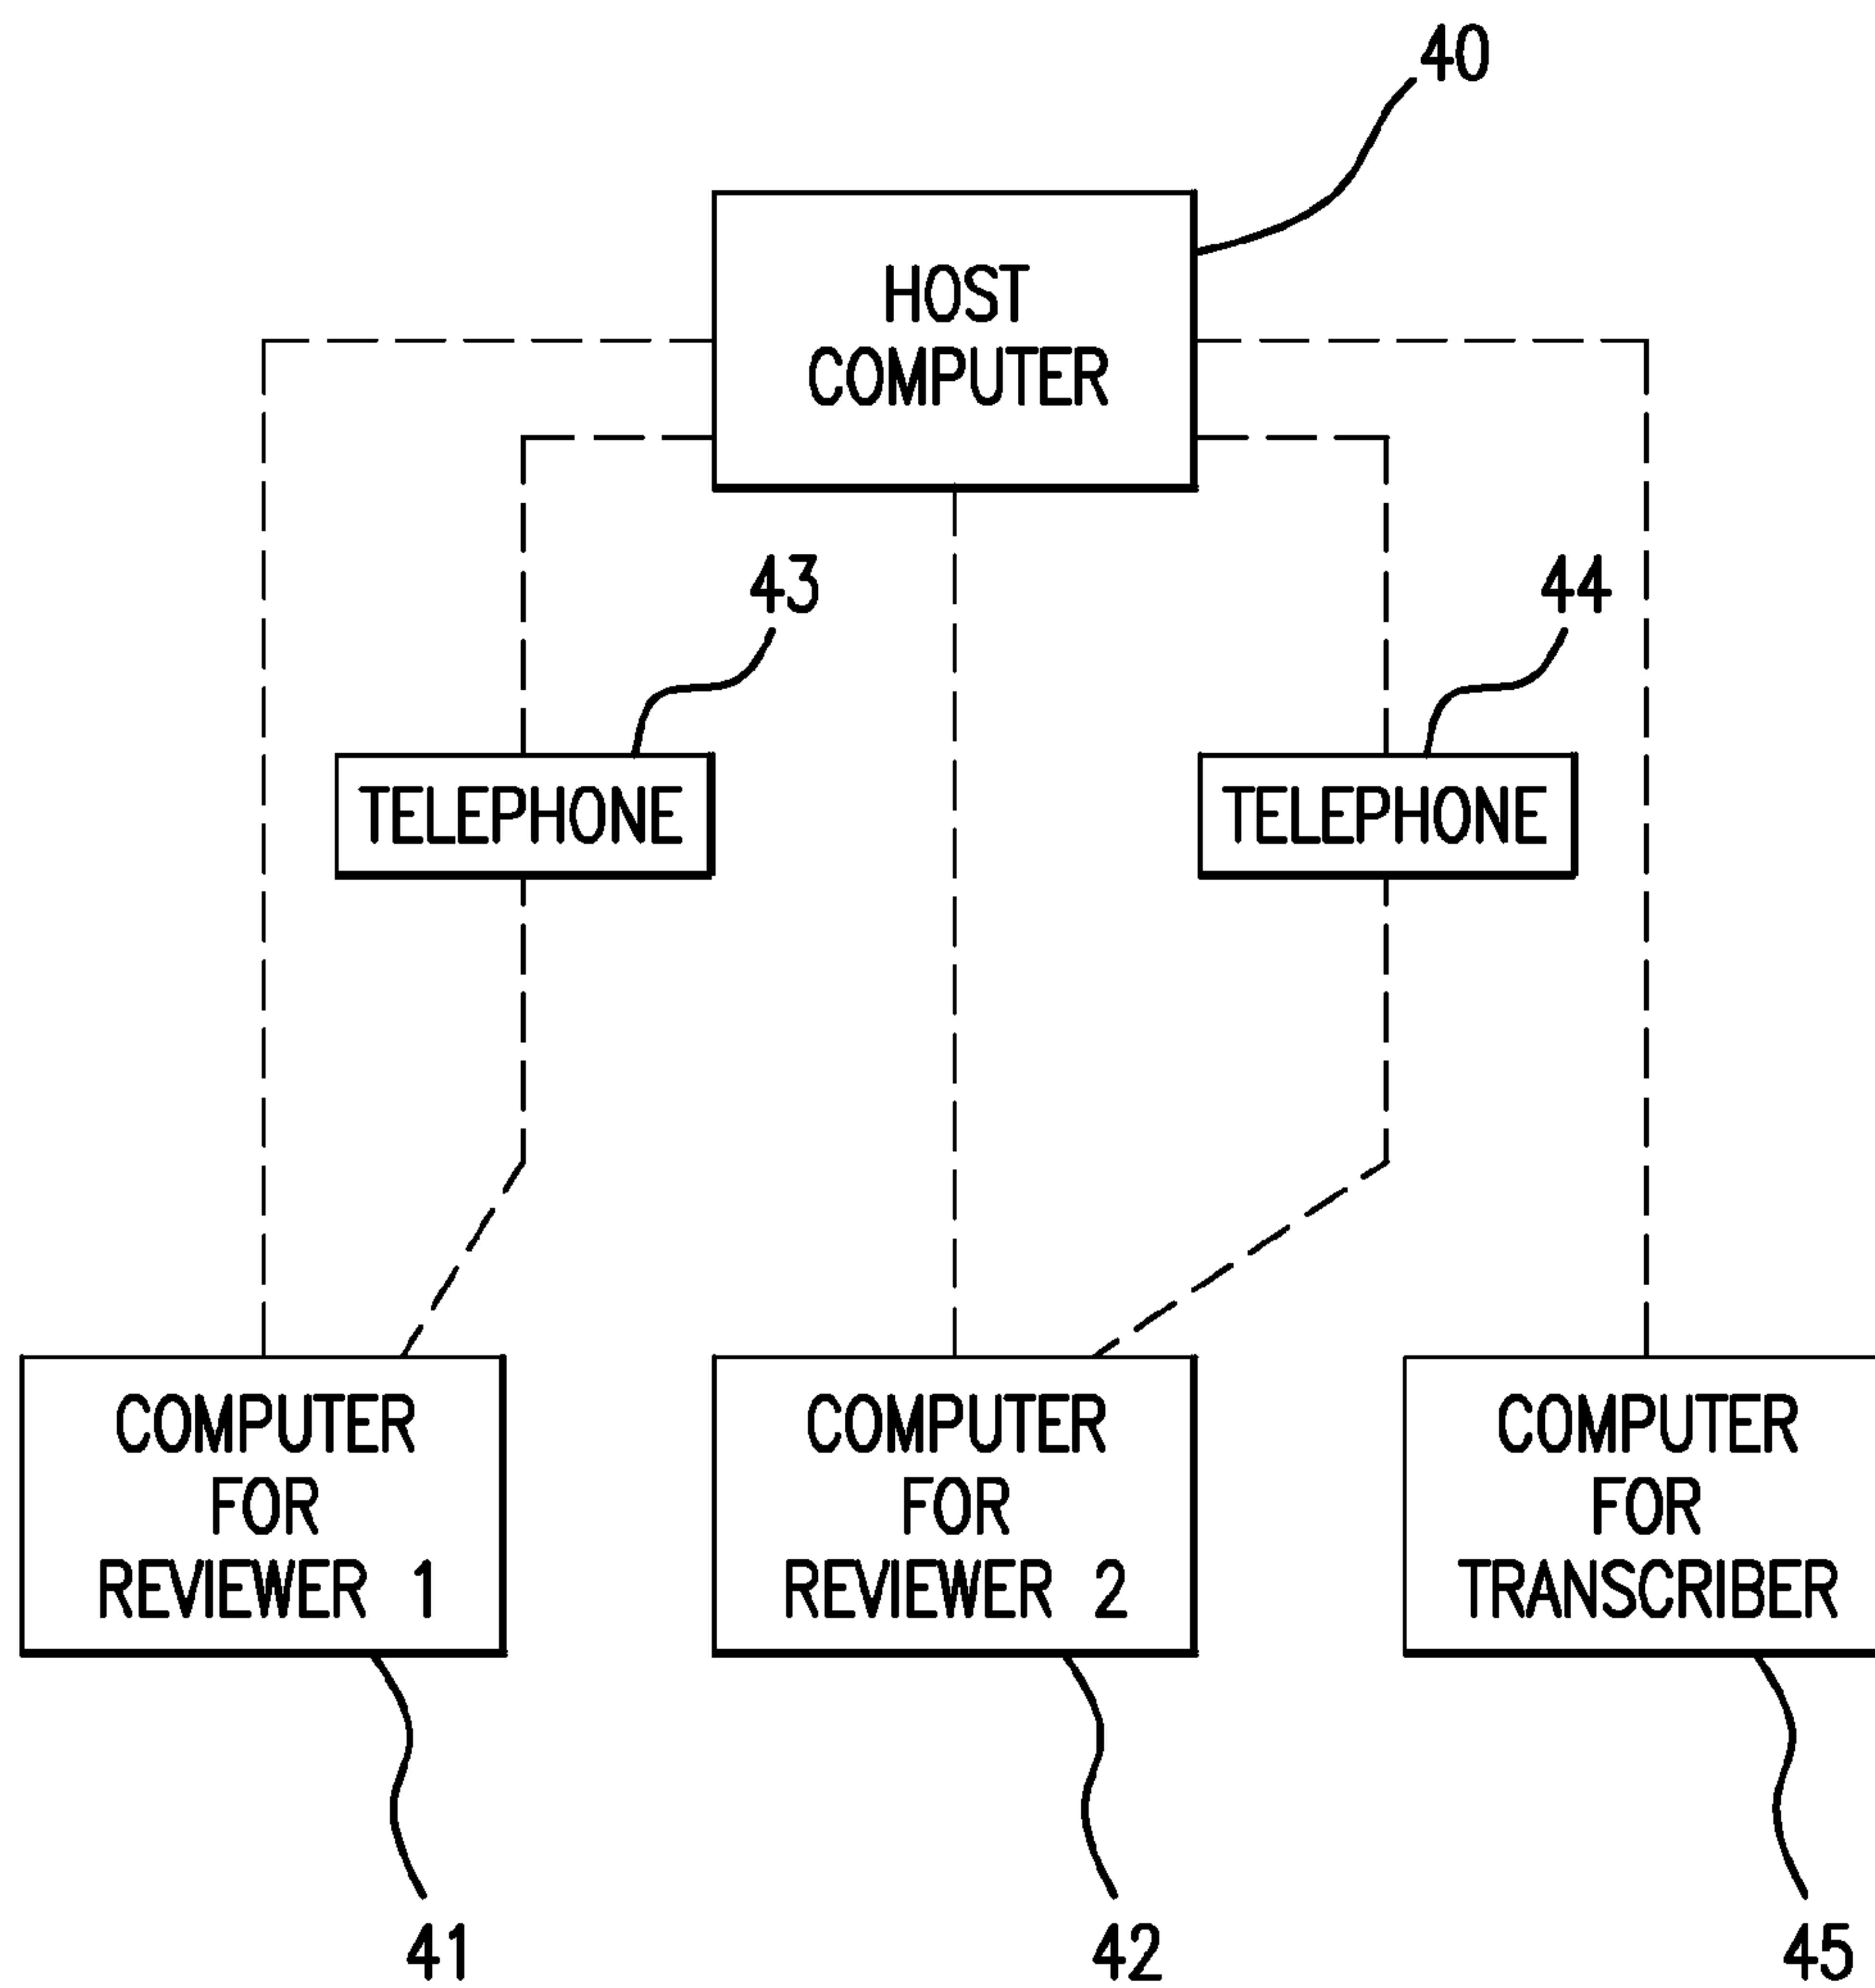 40
HOST
COMPUTER
43
44
TELEPHONE
TELEPHONE
COMPUTER
FOR
REVIEWER 1
COMPUTER
FOR
REVIEWER 2
COMPUTER
FOR
TRANSCRIBER
41
42
45